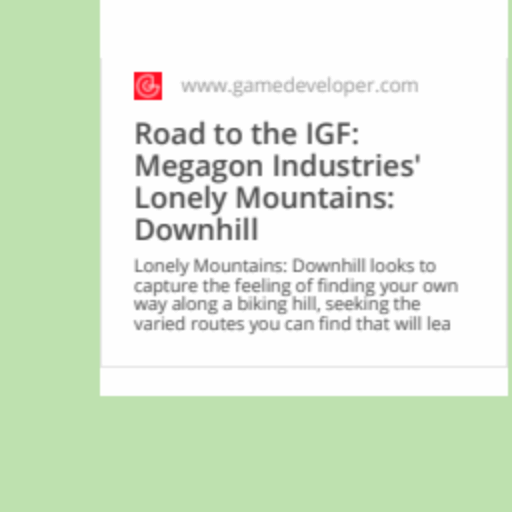 www.gamedeveloper.com
Road to the IGF:
Megagon Industries'
Lonely Mountains:
Downhill
Lonely Mountains: Downhill looks to
capture the feeling of finding your own
way along a biking hill, seeking the
varied routes you can find that will lea